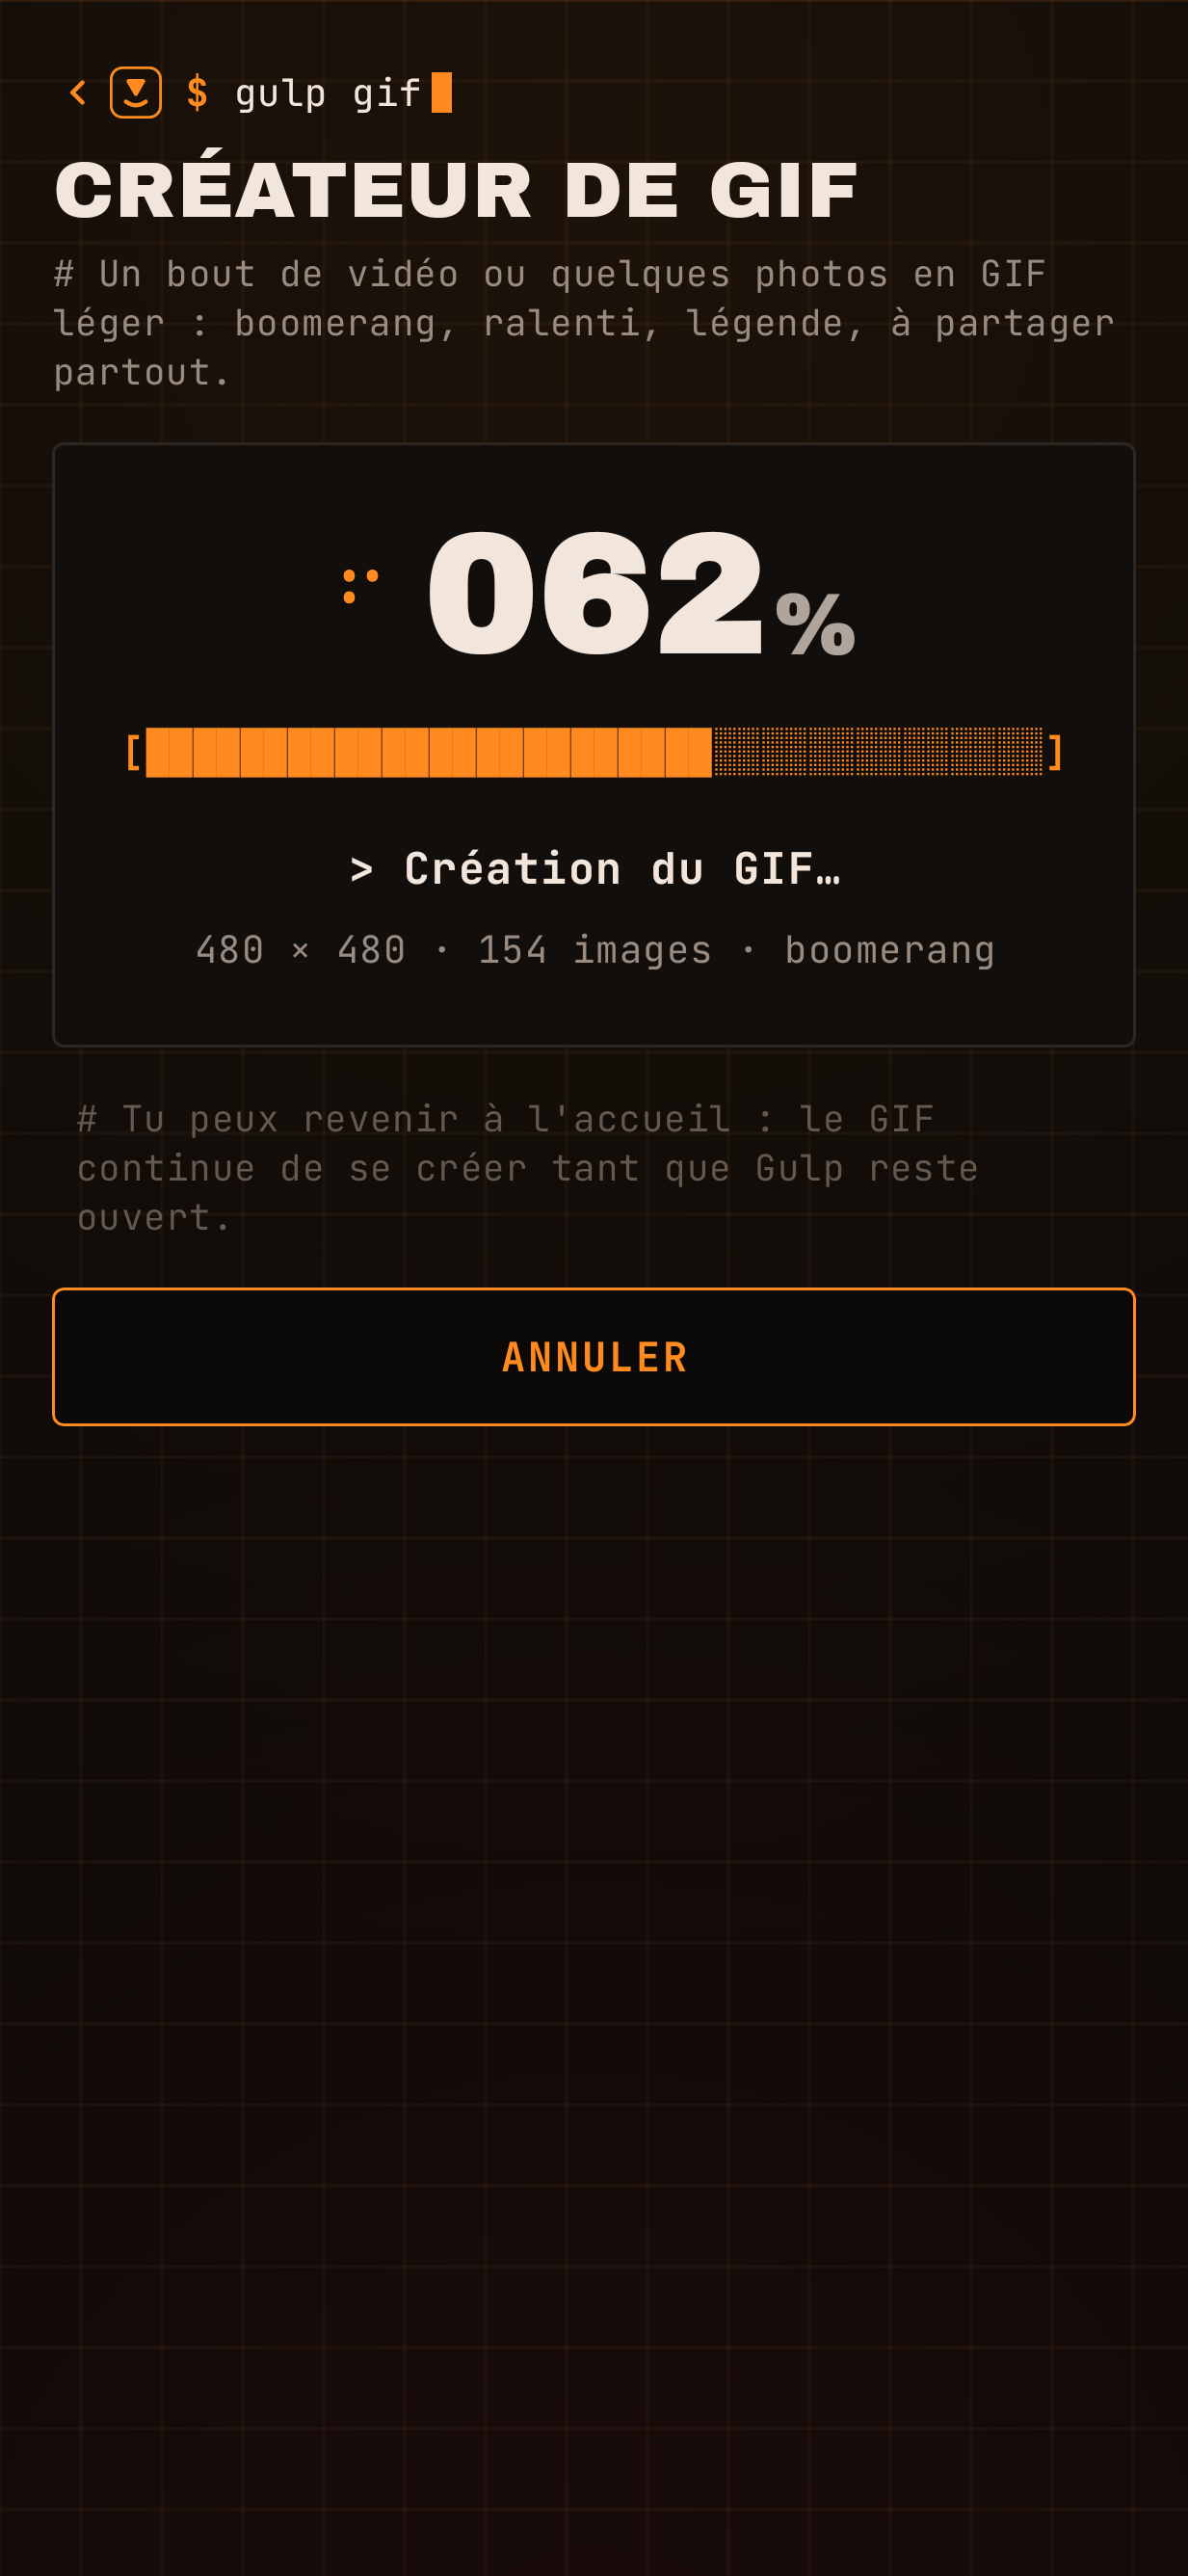 $ gulp gif
CRÉATEUR DE GIF
# Un bout de vidéo ou quelques photos en GIF
léger : boomerang, ralenti, légende, à partager
partout.
062%
[████████████████████████░░░░░░░░░░░░░░]
> Création du GIF…
480 × 480 · 154 images · boomerang
# Tu peux revenir à l'accueil : le GIF
continue de se créer tant que Gulp reste
ouvert.
ANNULER